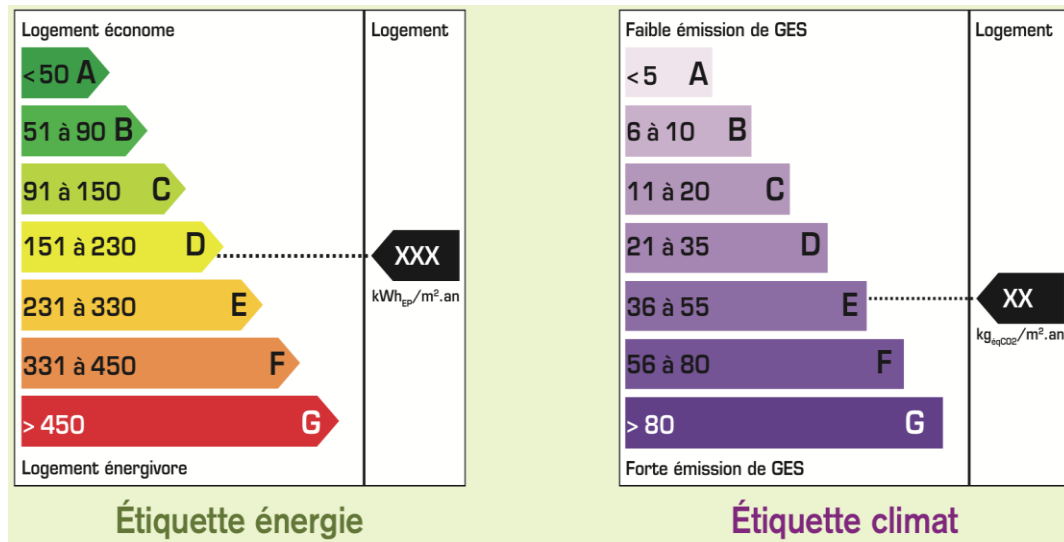 Logement économe
Logement
< 50 A
51 à 90 B
91 à 150 C
151 à 230 D
XXX
kWhEP/m².an
231 à 330 E
331 à 450 F
> 450 G
Logement énergivore
Étiquette énergie
Faible émission de GES
Logement
< 5 A
6 à 10 B
11 à 20 C
21 à 35 D
36 à 55 E
XX
kgéqCO2/m².an
56 à 80 F
> 80 G
Forte émission de GES
Étiquette climat